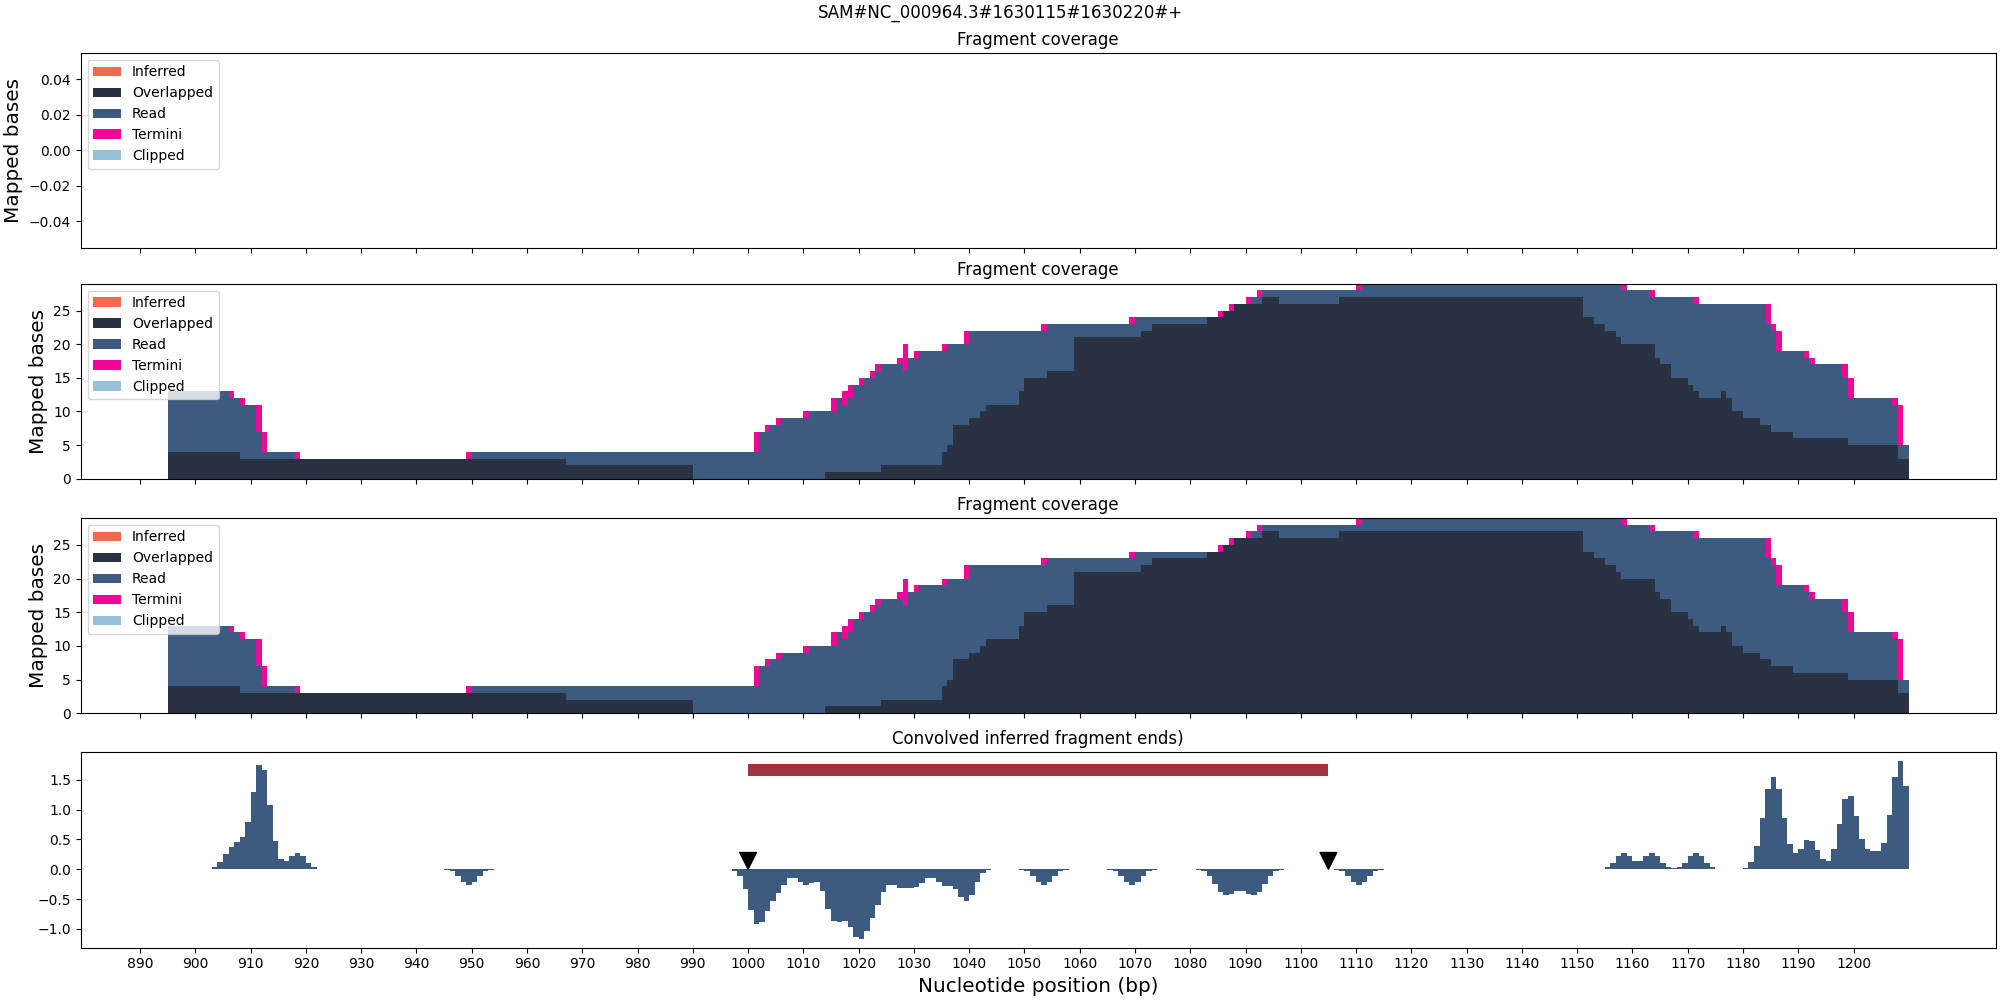 SAM#NC_000964.3#1630115#1630220#+
Fragment coverage
Mapped bases
0.04
0.02
0.00
−0.02
−0.04
Inferred
Overlapped
Read
Termini
Clipped
Fragment coverage
Mapped bases
25
20
15
10
5
0
Inferred
Overlapped
Read
Termini
Clipped
Fragment coverage
Mapped bases
25
20
15
10
5
0
Inferred
Overlapped
Read
Termini
Clipped
Convolved inferred fragment ends)
1.5
1.0
0.5
0.0
−0.5
−1.0
890 900 910 920 930 940 950 960 970 980 990 1000 1010 1020 1030 1040 1050 1060 1070 1080 1090 1100 1110 1120 1130 1140 1150 1160 1170 1180 1190 1200
Nucleotide position (bp)